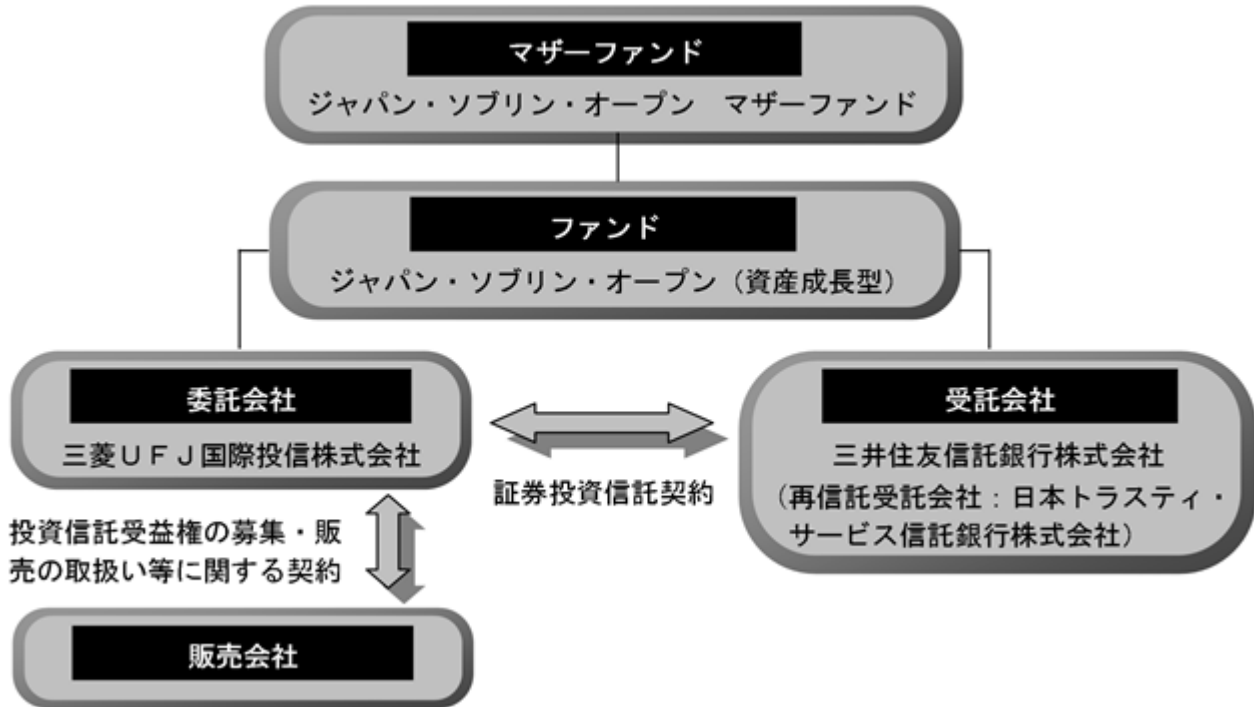 マザーファンド
ジャパン・ソブリン・オープン　マザーファンド
ファンド
ジャパン・ソブリン・オープン（資産成長型）
委託会社
三菱ＵＦＪ国際投信株式会社
証券投資信託契約
受託会社
三井住友信託銀行株式会社
（再信託受託会社：日本トラスティ・
サービス信託銀行株式会社）
投資信託受益権の募集・販
売の取扱い等に関する契約
販売会社